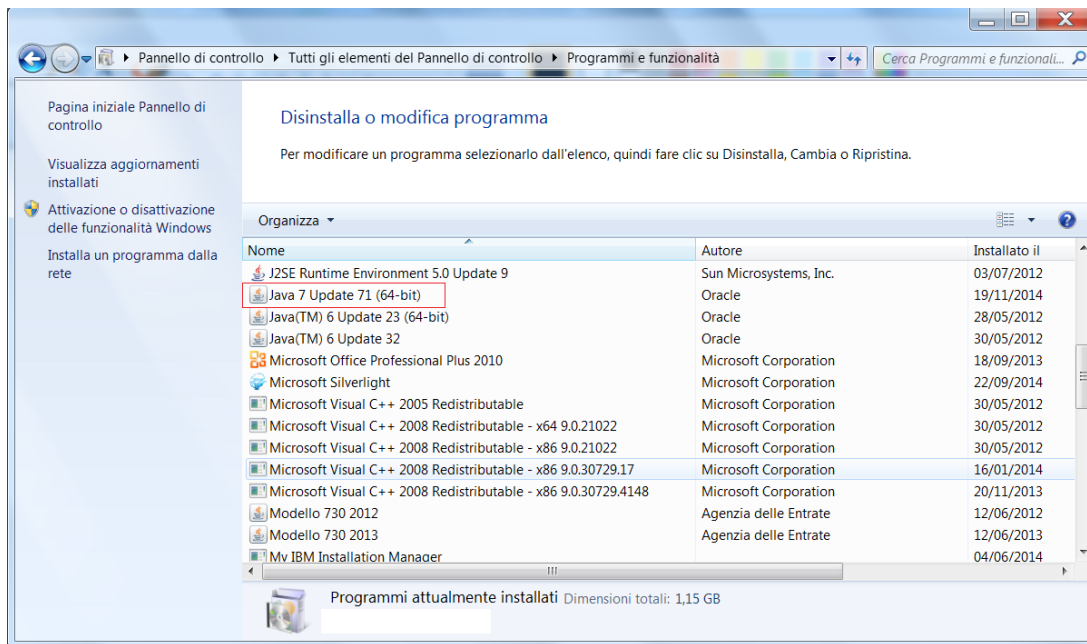 Pannello di controllo Tutti gli elementi del Pannello di controllo Programmi e funzionalità
Cerca Programmi e funzionali...
Pagina iniziale Pannello di
controllo
Visualizza aggiornamenti
installati
Attivazione o disattivazione
delle funzionalità Windows
Installa un programma dalla
rete
Disinstalla o modifica programma
Per modificare un programma selezionarlo dall'elenco, quindi fare clic su Disinstalla, Cambia o Ripristina.
Organizza
Nome Autore Installato il
J2SE Runtime Environment 5.0 Update 9 Sun Microsystems, Inc. 03/07/2012
Java 7 Update 71 (64-bit) Oracle 19/11/2014
Java(TM) 6 Update 23 (64-bit) Oracle 28/05/2012
Java(TM) 6 Update 32 Oracle 30/05/2012
Microsoft Office Professional Plus 2010 Microsoft Corporation 18/09/2013
Microsoft Silverlight Microsoft Corporation 22/09/2014
Microsoft Visual C++ 2005 Redistributable Microsoft Corporation 30/05/2012
Microsoft Visual C++ 2008 Redistributable - x64 9.0.21022 Microsoft Corporation 30/05/2012
Microsoft Visual C++ 2008 Redistributable - x86 9.0.21022 Microsoft Corporation 30/05/2012
Microsoft Visual C++ 2008 Redistributable - x86 9.0.30729.17 Microsoft Corporation 16/01/2014
Microsoft Visual C++ 2008 Redistributable - x86 9.0.30729.4148 Microsoft Corporation 20/11/2013
Modello 730 2012 Agenzia delle Entrate 12/06/2012
Modello 730 2013 Agenzia delle Entrate 12/06/2013
My IBM Installation Manager 04/06/2014
Programmi attualmente installati Dimensioni totali: 1,15 GB